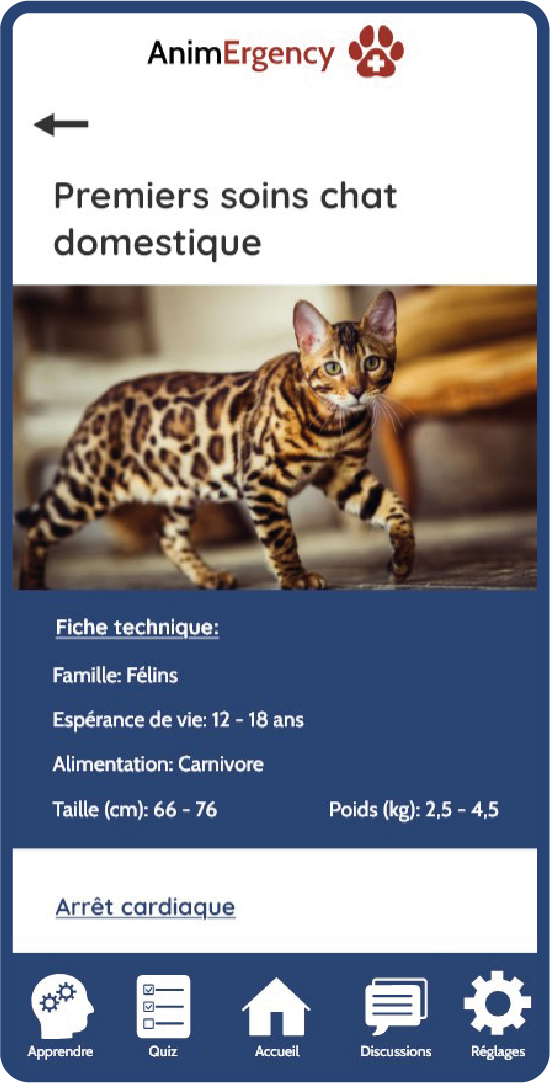 AnimErgency
Premiers soins chat
domestique
Fiche technique:
Famille: Félins
Espérance de vie: 12 - 18 ans
Alimentation: Carnivore
Taille (cm): 66 - 76 Poids (kg): 2,5 - 4,5
Arrêt cardiaque
Apprendre Quiz Accueil Discussions Réglages